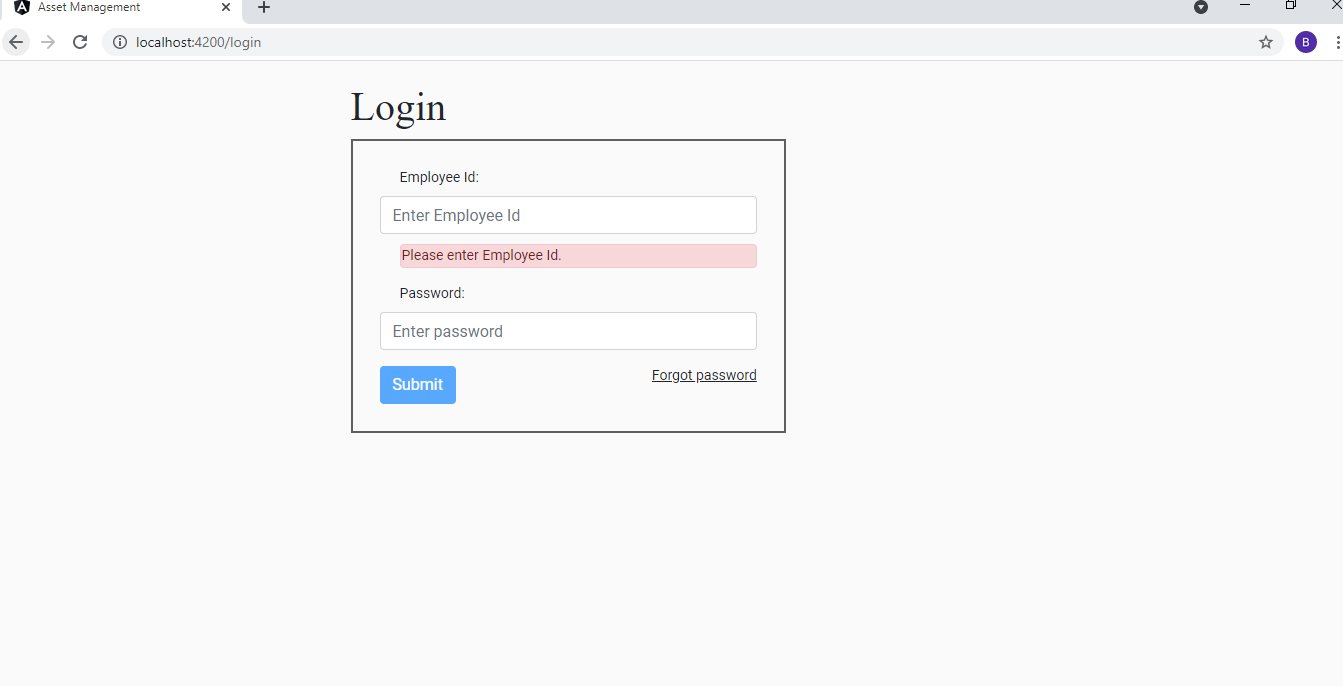 Asset Management
localhost:4200/login
B
Login
Employee Id:
Enter Employee Id
Please enter Employee Id.
Password:
Enter password
Submit
Forgot password